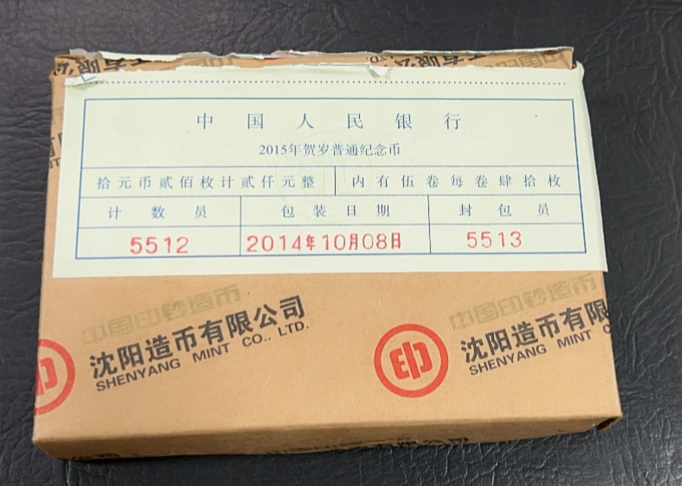 中国人民银行
2015年贺岁普通纪念币
拾元币贰佰枚计贰仟元整 内有伍卷每卷肆拾枚
计数员 包装日期 封包员
5512 2014年10月08日 5513
中国印钞造币
沈阳造币有限公司
SHENYANG MINT CO., LTD.
中国印钞造币
沈阳造币有限公
SHENYANG MINT CO